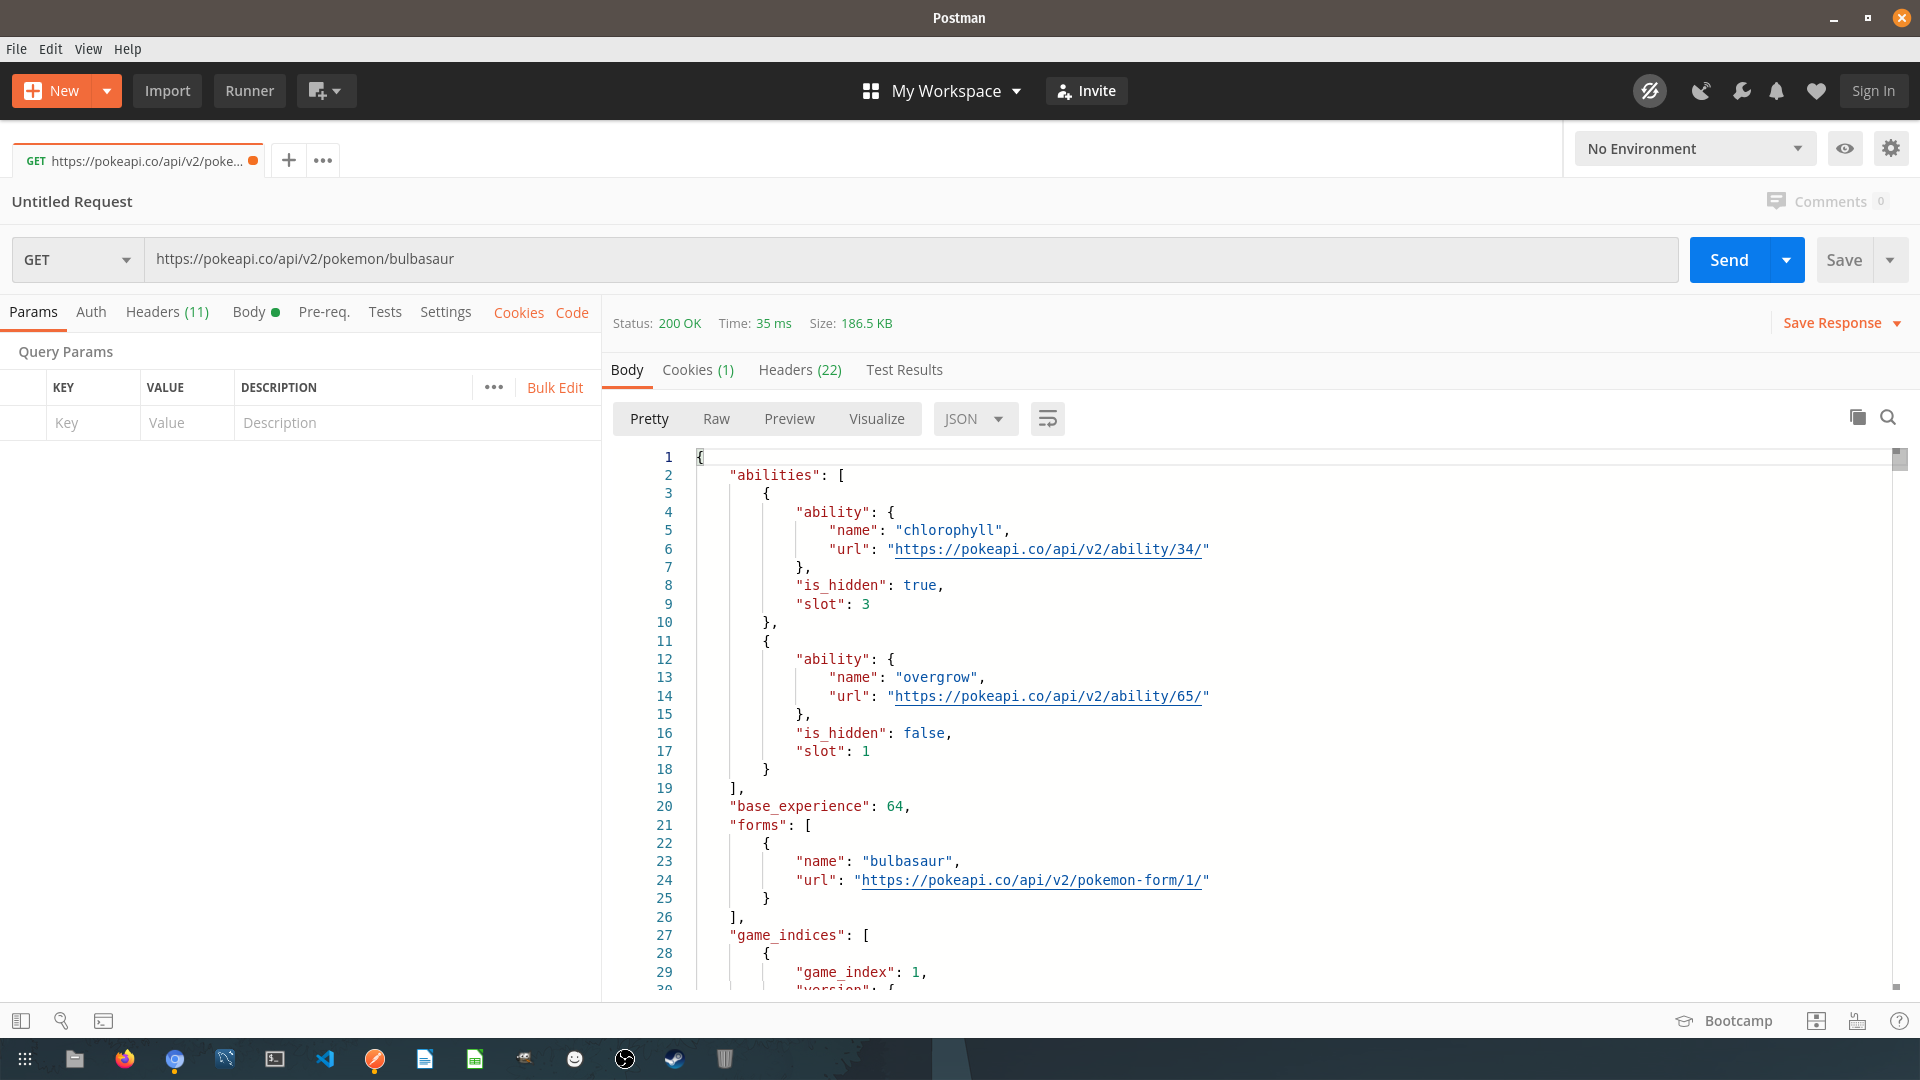 Postman
File Edit View Help
New Import Runner My Workspace Invite Sign In
GET https://pokeapi.co/api/v2/poke... No Environment
Untitled Request Comments 0
GET https://pokeapi.co/api/v2/pokemon/bulbasaur Send Save
Params Auth Headers (11) Body Pre-req. Tests Settings Cookies Code
Status: 200 OK Time: 35 ms Size: 186.5 KB Save Response
Query Params
KEY VALUE DESCRIPTION Bulk Edit
Key Value Description
Body Cookies (1) Headers (22) Test Results
Pretty Raw Preview Visualize JSON
1 {
2 "abilities": [
3 {
4 "ability": {
5 "name": "chlorophyll",
6 "url": "https://pokeapi.co/api/v2/ability/34/"
7 },
8 "is_hidden": true,
9 "slot": 3
10 },
11 {
12 "ability": {
13 "name": "overgrow",
14 "url": "https://pokeapi.co/api/v2/ability/65/"
15 },
16 "is_hidden": false,
17 "slot": 1
18 }
19 ],
20 "base_experience": 64,
21 "forms": [
22 {
23 "name": "bulbasaur",
24 "url": "https://pokeapi.co/api/v2/pokemon-form/1/"
25 }
26 ],
27 "game_indices": [
28 {
29 "game_index": 1,
30 "version": {
Bootcamp